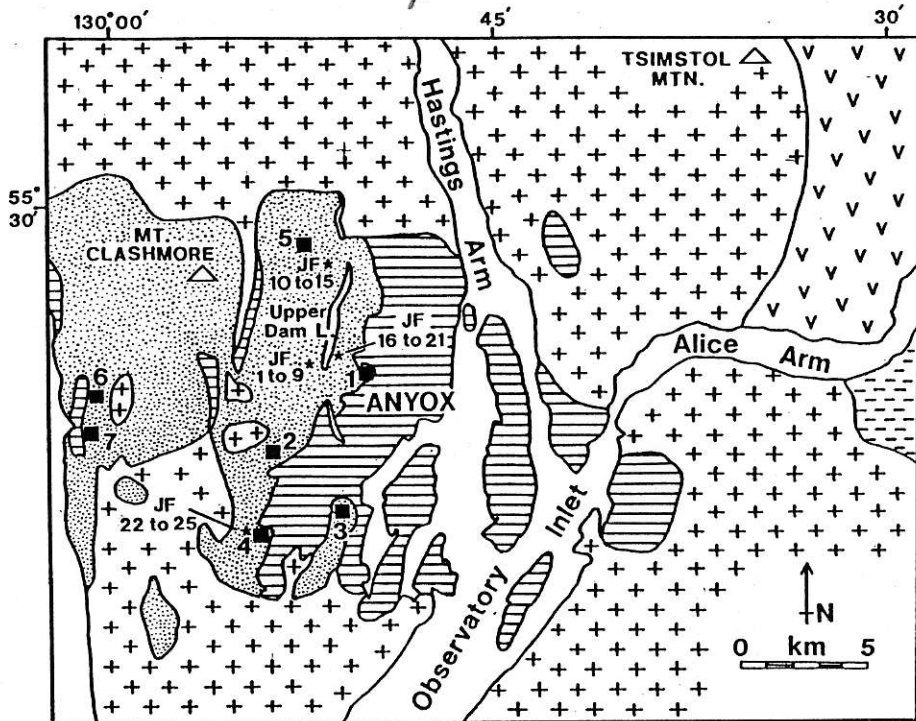 130°00'
45'
30'
TSIMSTOL
MTN.
Hastings
Arm
55°
30'
MT.
CLASHMORE
5
JF*
10 to 15
Upper
Dam L.
JF
16 to 21
JF
1 to 9*
*
1
ANYOX
Alice Arm
6
7
2
JF
22 to 25
*
4
3
Observatory Inlet
N
0 km 5